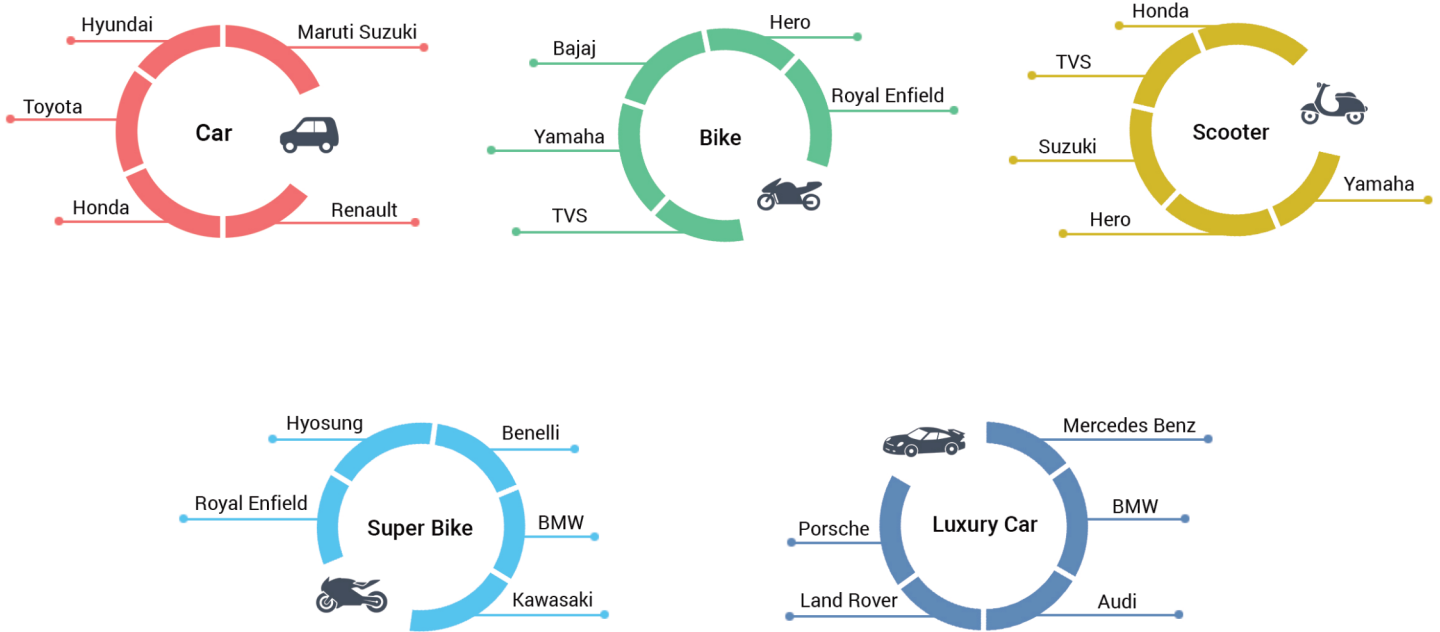 Hyundai
Maruti Suzuki
Toyota
Car
Honda
Renault
Hero
Bajaj
Royal Enfield
Yamaha
Bike
TVS
Honda
TVS
Suzuki
Scooter
Yamaha
Hero
Hyosung
Benelli
Royal Enfield
Super Bike
BMW
Kawasaki
Mercedes Benz
BMW
Luxury Car
Porsche
Land Rover
Audi